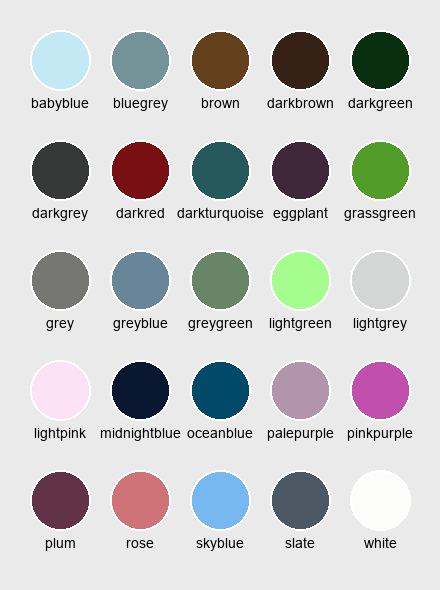 babyblue bluegrey brown darkbrown darkgreen
darkgrey darkred darkturquoise eggplant grassgreen
grey greyblue greygreen lightgreen lightgrey
lightpink midnightblue oceanblue palepurple pinkpurple
plum rose skyblue slate white